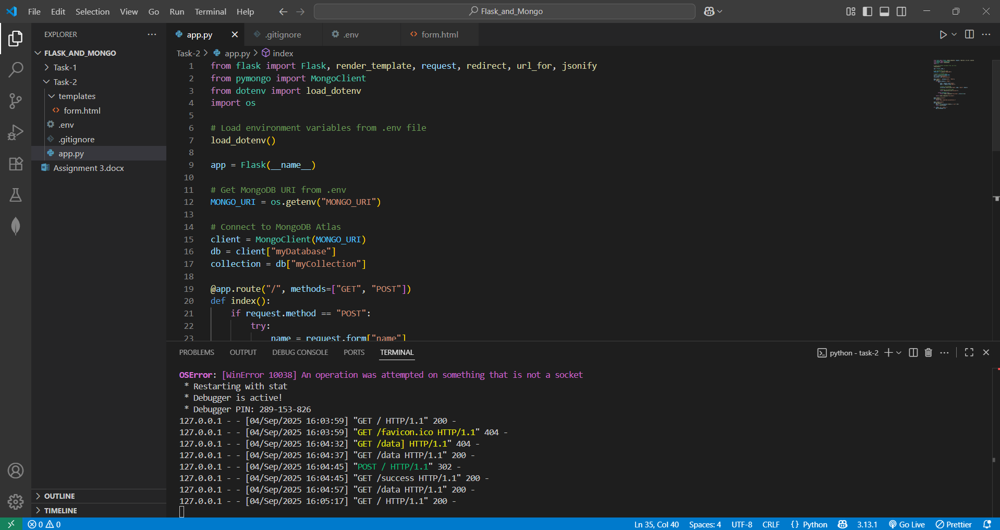 File Edit Selection View Go Run Terminal Help
Flask_and_Mongo
EXPLORER
FLASK_AND_MONGO
Task-1
Task-2
templates
form.html
.env
.gitignore
app.py
Assignment 3.docx
OUTLINE
TIMELINE
app.py .gitignore .env form.html
Task-2 > app.py > index
1 from flask import Flask, render_template, request, redirect, url_for, jsonify
2 from pymongo import MongoClient
3 from dotenv import load_dotenv
4 import os
5
6 # Load environment variables from .env file
7 load_dotenv()
8
9 app = Flask(__name__)
10
11 # Get MongoDB URI from .env
12 MONGO_URI = os.getenv("MONGO_URI")
13
14 # Connect to MongoDB Atlas
15 client = MongoClient(MONGO_URI)
16 db = client["myDatabase"]
17 collection = db["myCollection"]
18
19 @app.route("/", methods=["GET", "POST"])
20 def index():
21 if request.method == "POST":
22 try:
23 name = request.form["name"]
PROBLEMS OUTPUT DEBUG CONSOLE PORTS TERMINAL
python - task-2
OSError: [WinError 10038] An operation was attempted on something that is not a socket
* Restarting with stat
* Debugger is active!
* Debugger PIN: 289-153-826
127.0.0.1 - - [04/Sep/2025 16:03:59] "GET / HTTP/1.1" 200 -
127.0.0.1 - - [04/Sep/2025 16:03:59] "GET /favicon.ico HTTP/1.1" 404 -
127.0.0.1 - - [04/Sep/2025 16:04:32] "GET /data] HTTP/1.1" 404 -
127.0.0.1 - - [04/Sep/2025 16:04:37] "GET /data HTTP/1.1" 200 -
127.0.0.1 - - [04/Sep/2025 16:04:45] "POST / HTTP/1.1" 302 -
127.0.0.1 - - [04/Sep/2025 16:04:45] "GET /success HTTP/1.1" 200 -
127.0.0.1 - - [04/Sep/2025 16:04:57] "GET /data HTTP/1.1" 200 -
127.0.0.1 - - [04/Sep/2025 16:05:17] "GET / HTTP/1.1" 200 -
0 0 Ln 35, Col 40 Spaces: 4 UTF-8 CRLF {} Python 3.13.1 Go Live Prettier